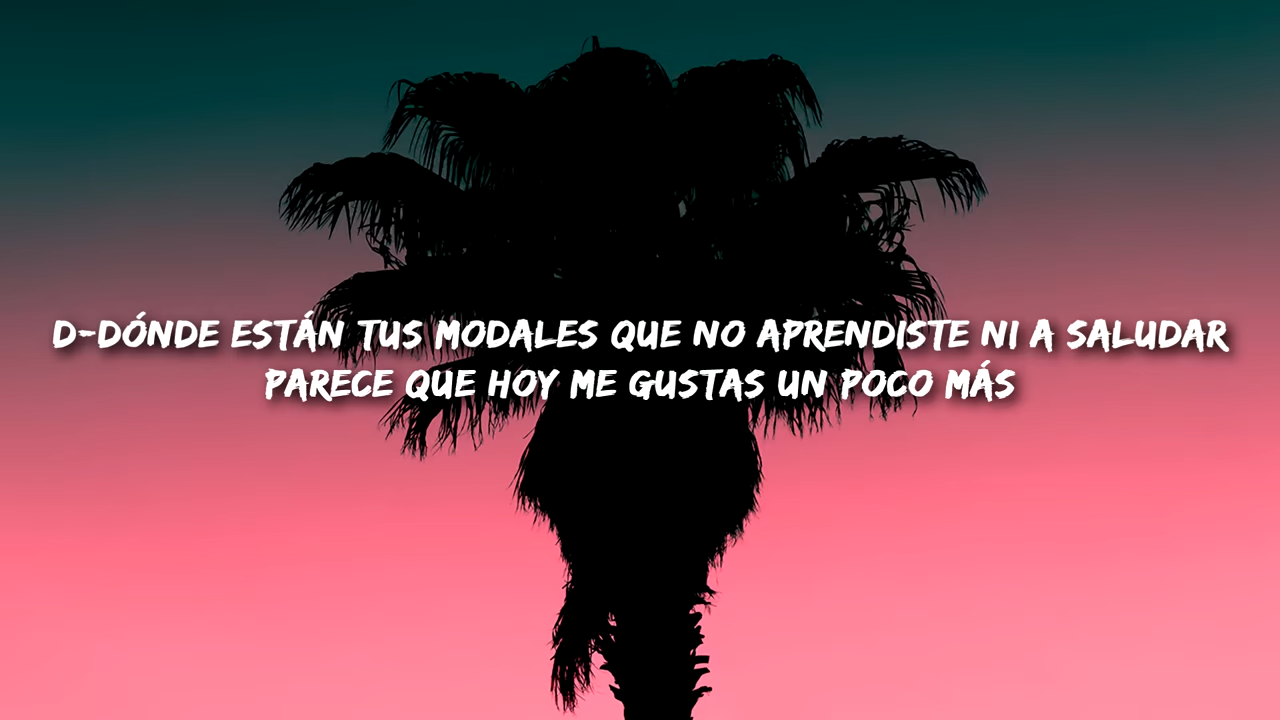 D-DÓNDE ESTÁN TUS MODALES QUE NO APRENDISTE NI A SALUDAR
PARECE QUE HOY ME GUSTAS UN POCO MÁS